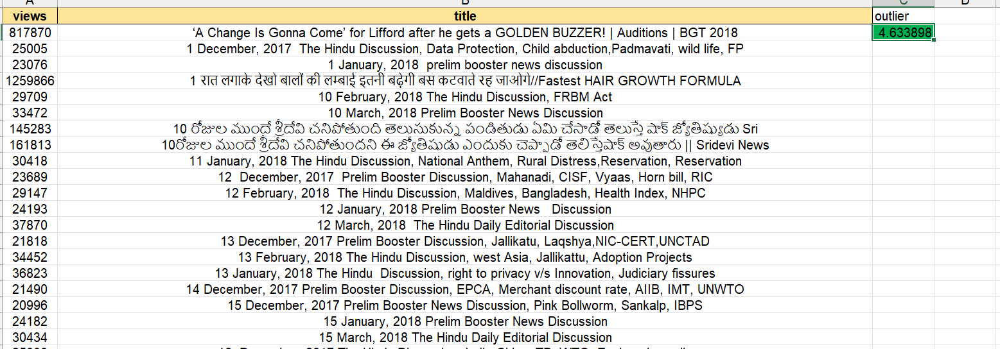 A B C D
views title outlier
817870 ‘A Change Is Gonna Come’ for Lifford after he gets a GOLDEN BUZZER! | Auditions | BGT 2018 4.633898
25005 1 December, 2017  The Hindu Discussion, Data Protection, Child abduction,Padmavati, wild life, FP
23076 1 January, 2018  prelim booster news discussion
1259866 1 रात लगाके देखो बालों की लम्बाई इतनी बढ़ेगी बस कटवाते रह जाओगे//Fastest HAIR GROWTH FORMULA
29709 10 February, 2018 The Hindu Discussion, FRBM Act
33472 10 March, 2018 Prelim Booster News Discussion
145283 10 రోజుల ముందే శ్రీదేవి చనిపోతుంది తెలుసుకున్న పండితుడు ఏమి చేసాడో తెలుస్తే షాక్ జ్యోతిష్యుడు Sri
161813 10రోజుల ముందే శ్రీదేవి చనిపోతుందని ఈ జ్యోతిషుడు ఎందుకు చెప్పాడో తెలిస్తేషాక్ అవుతారు || Sridevi News
30418 11 January, 2018 The Hindu Discussion, National Anthem, Rural Distress,Reservation, Reservation
23689 12  December, 2017  Prelim Booster Discussion, Mahanadi, CISF, Vyaas, Horn bill, RIC
29147 12 February, 2018  The Hindu Discussion, Maldives, Bangladesh, Health Index, NHPC
24193 12 January, 2018 Prelim Booster News   Discussion
37870 12 March, 2018  The Hindu Daily Editorial Discussion
21818 13 December, 2017 Prelim Booster Discussion, Jallikatu, Laqshya,NIC-CERT,UNCTAD
34452 13 February, 2018 The Hindu Discussion, west Asia, Jallikattu, Adoption Projects
36823 13 January, 2018 The Hindu  Discussion, right to privacy v/s Innovation, Judiciary fissures
21490 14 December, 2017 Prelim Booster Discussion, EPCA, Merchant discount rate, AIIB, IMT, UNWTO
20996 15 December, 2017 Prelim Booster News Discussion, Pink Bollworm, Sankalp, IBPS
24182 15 January, 2018 Prelim Booster News Discussion
30434 15 March, 2018 The Hindu Daily Editorial Discussion